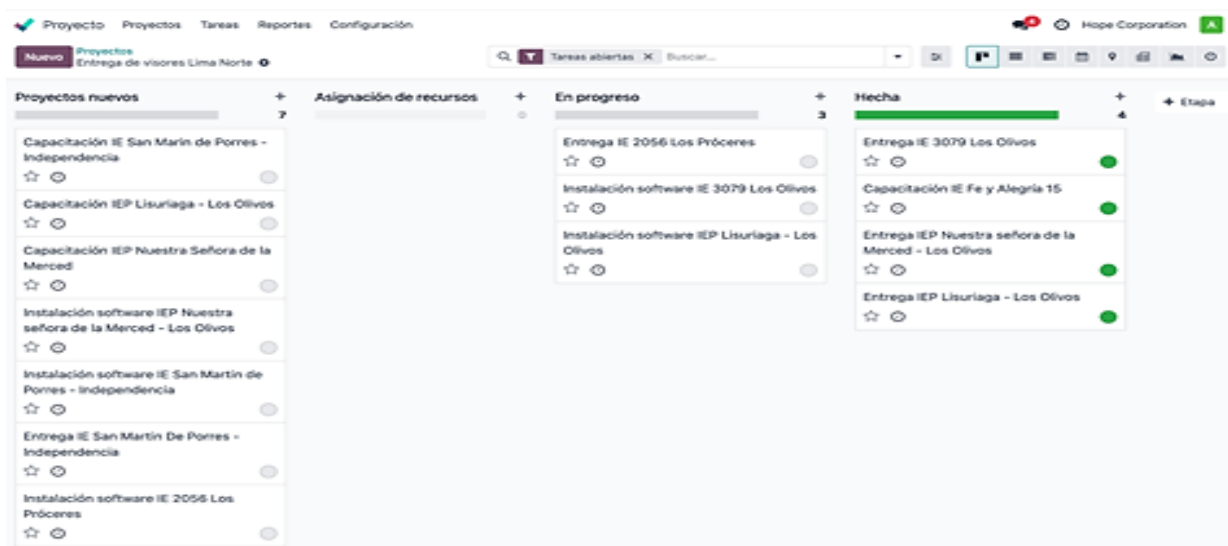 Proyecto Proyectos Tareas Reportes Configuración
Hope Corporation A
Nuevo
Proyectos
Entrega de visores Lima Norte
Tareas abiertas X Buscar...
Proyectos nuevos +
7
Capacitación IE San Marín de Porres -
Independencia
Capacitación IEP Lisuriaga - Los Olivos
Capacitación IEP Nuestra Señora de la
Merced
Instalación software IEP Nuestra
señora de la Merced - Los Olivos
Instalación software IE San Martín de
Porres - Independencia
Entrega IE San Martín De Porres -
Independencia
Instalación software IE 2056 Los
Próceres
Asignación de recursos +
0
En progreso +
3
Entrega IE 2056 Los Próceres
Instalación software IE 3079 Los Olivos
Instalación software IEP Lisuriaga - Los
Olivos
Hecha +
4
Entrega IE 3079 Los Olivos
Capacitación IE Fe y Alegría 15
Entrega IEP Nuestra señora de la
Merced - Los Olivos
Entrega IEP Lisuriaga - Los Olivos
+ Etapa